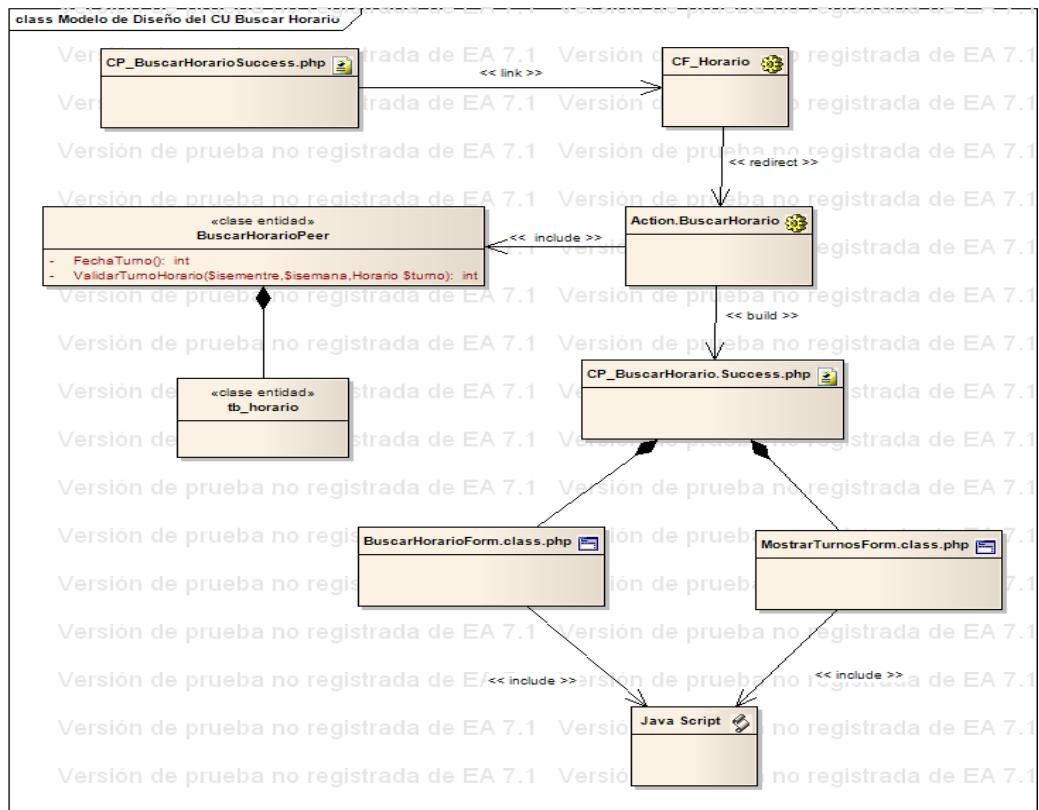 class Modelo de Diseño del CU Buscar Horario
CP_BuscarHorarioSuccess.php
<< link >>
CF_Horario
<< redirect >>
«clase entidad»
BuscarHorarioPeer
- FechaTurno(): int
- ValidarTurnoHorario($isementre,$isemana,Horario $turno): int
<< include >>
Action.BuscarHorario
<< build >>
«clase entidad»
tb_horario
CP_BuscarHorario.Success.php
BuscarHorarioForm.class.php
MostrarTurnosForm.class.php
<< include >>
<< include >>
Java Script
Versión de prueba no registrada de EA 7.1